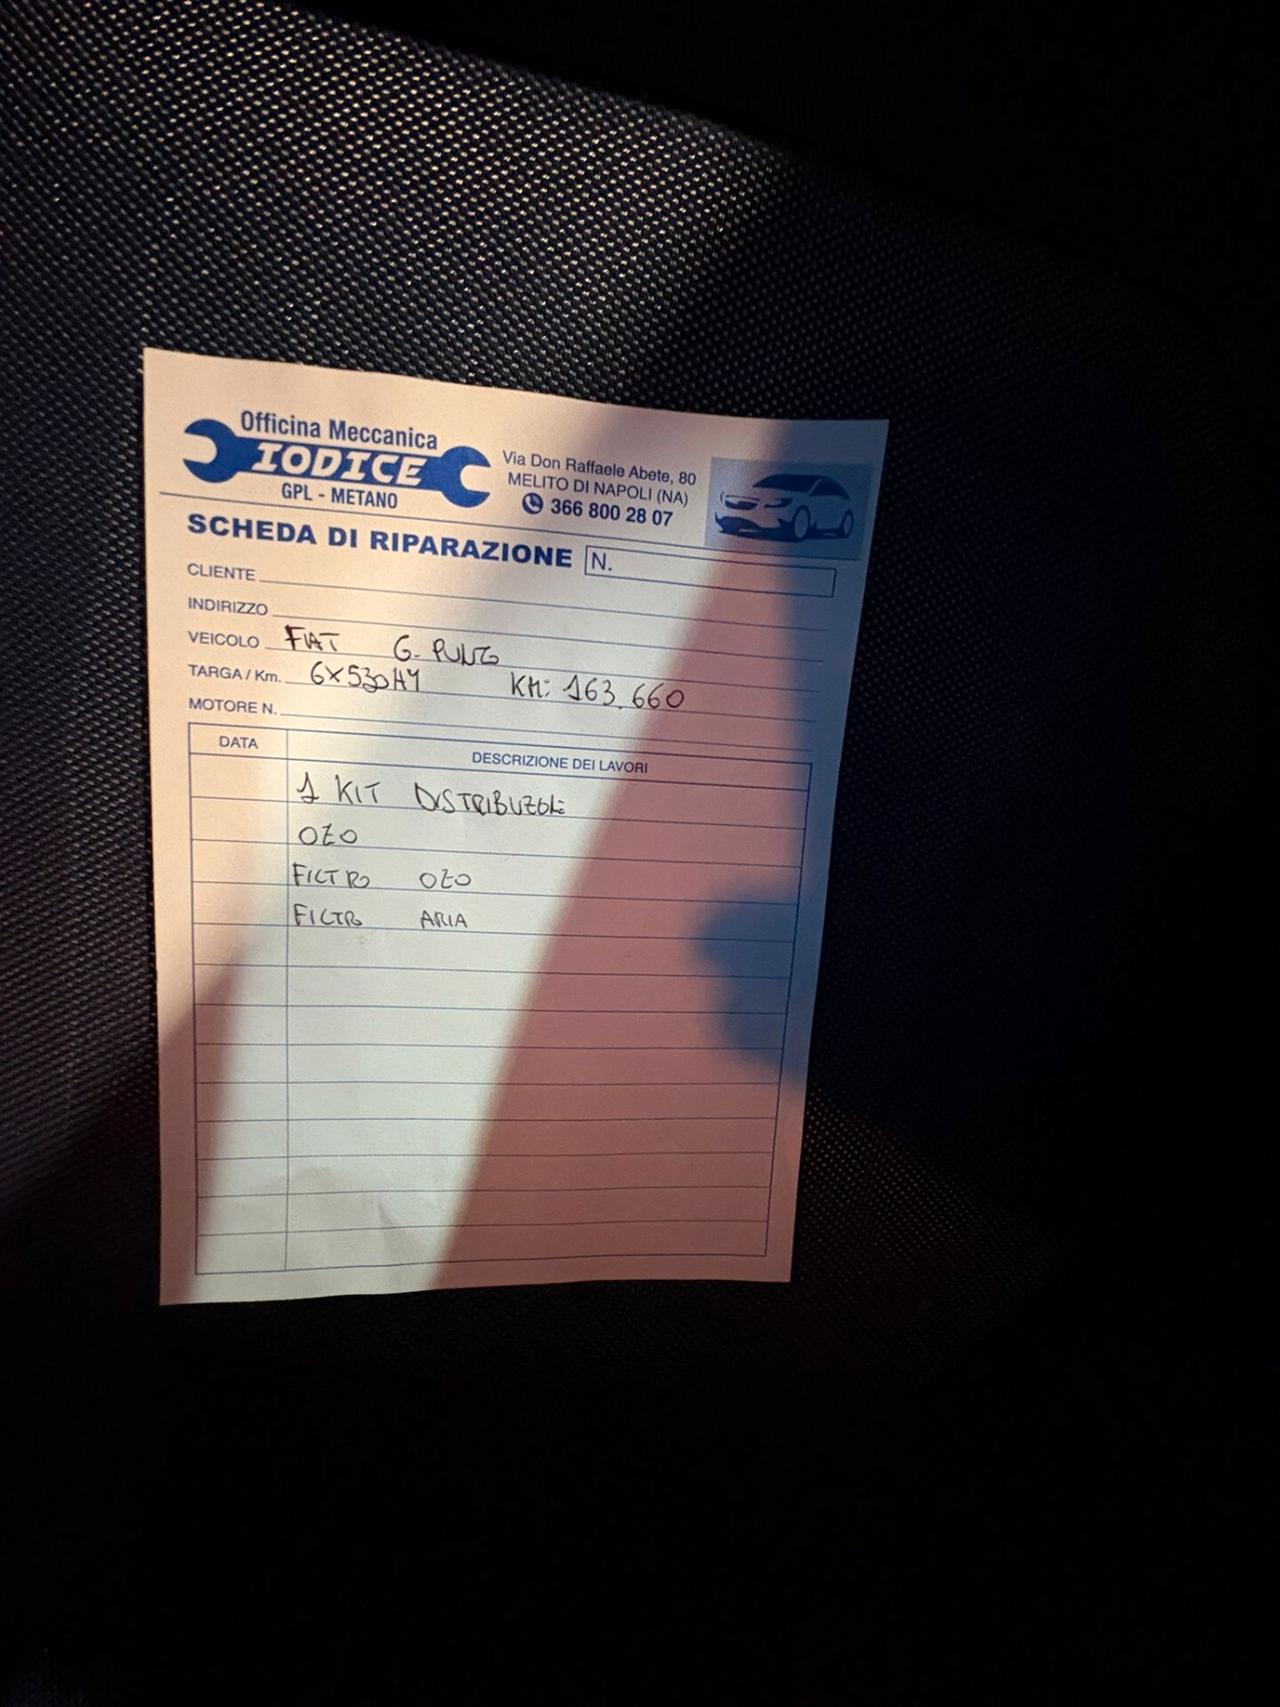 Officina Meccanica
IODICE
GPL - METANO
Via Don Raffaele Abete, 80
MELITO DI NAPOLI (NA)
366 800 28 07
SCHEDA DI RIPARAZIONE N.
CLIENTE
INDIRIZZO
VEICOLO FIAT G. PUNTO
TARGA / Km. GX530HY KM: 163.660
MOTORE N.
DATA DESCRIZIONE DEI LAVORI
1 KIT
OLIO
FILTRO OLIO
FILTRO ARIA